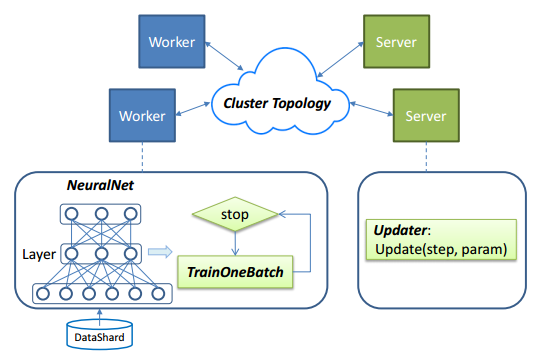 Worker
Server
Worker
Cluster Topology
Server
NeuralNet
stop
Layer
TrainOneBatch
DataShard
Updater:
Update(step, param)